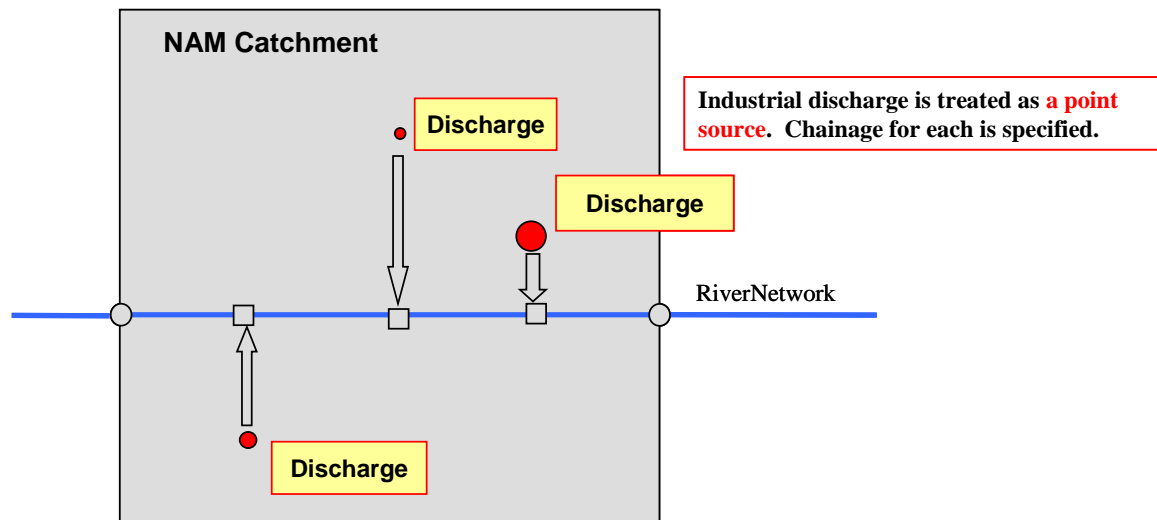 NAM Catchment
Discharge
Industrial discharge is treated as a point
source. Chainage for each is specified.
Discharge
RiverNetwork
Discharge